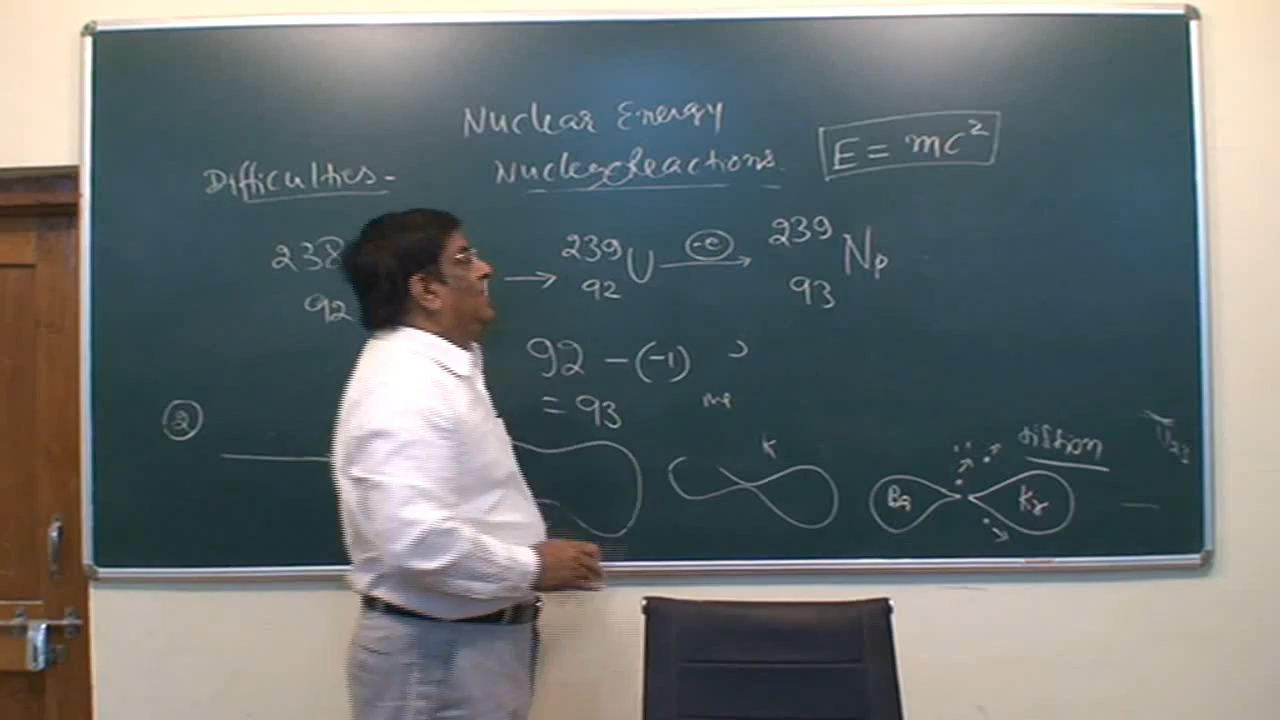 Nuclear Energy
Nuclear Reactions.
E = mc²
Difficulties -
238
92
→ 239 92 U -e → 239 93 Np
92 - (-1)
= 93
2
K
Ba
Kr
fission